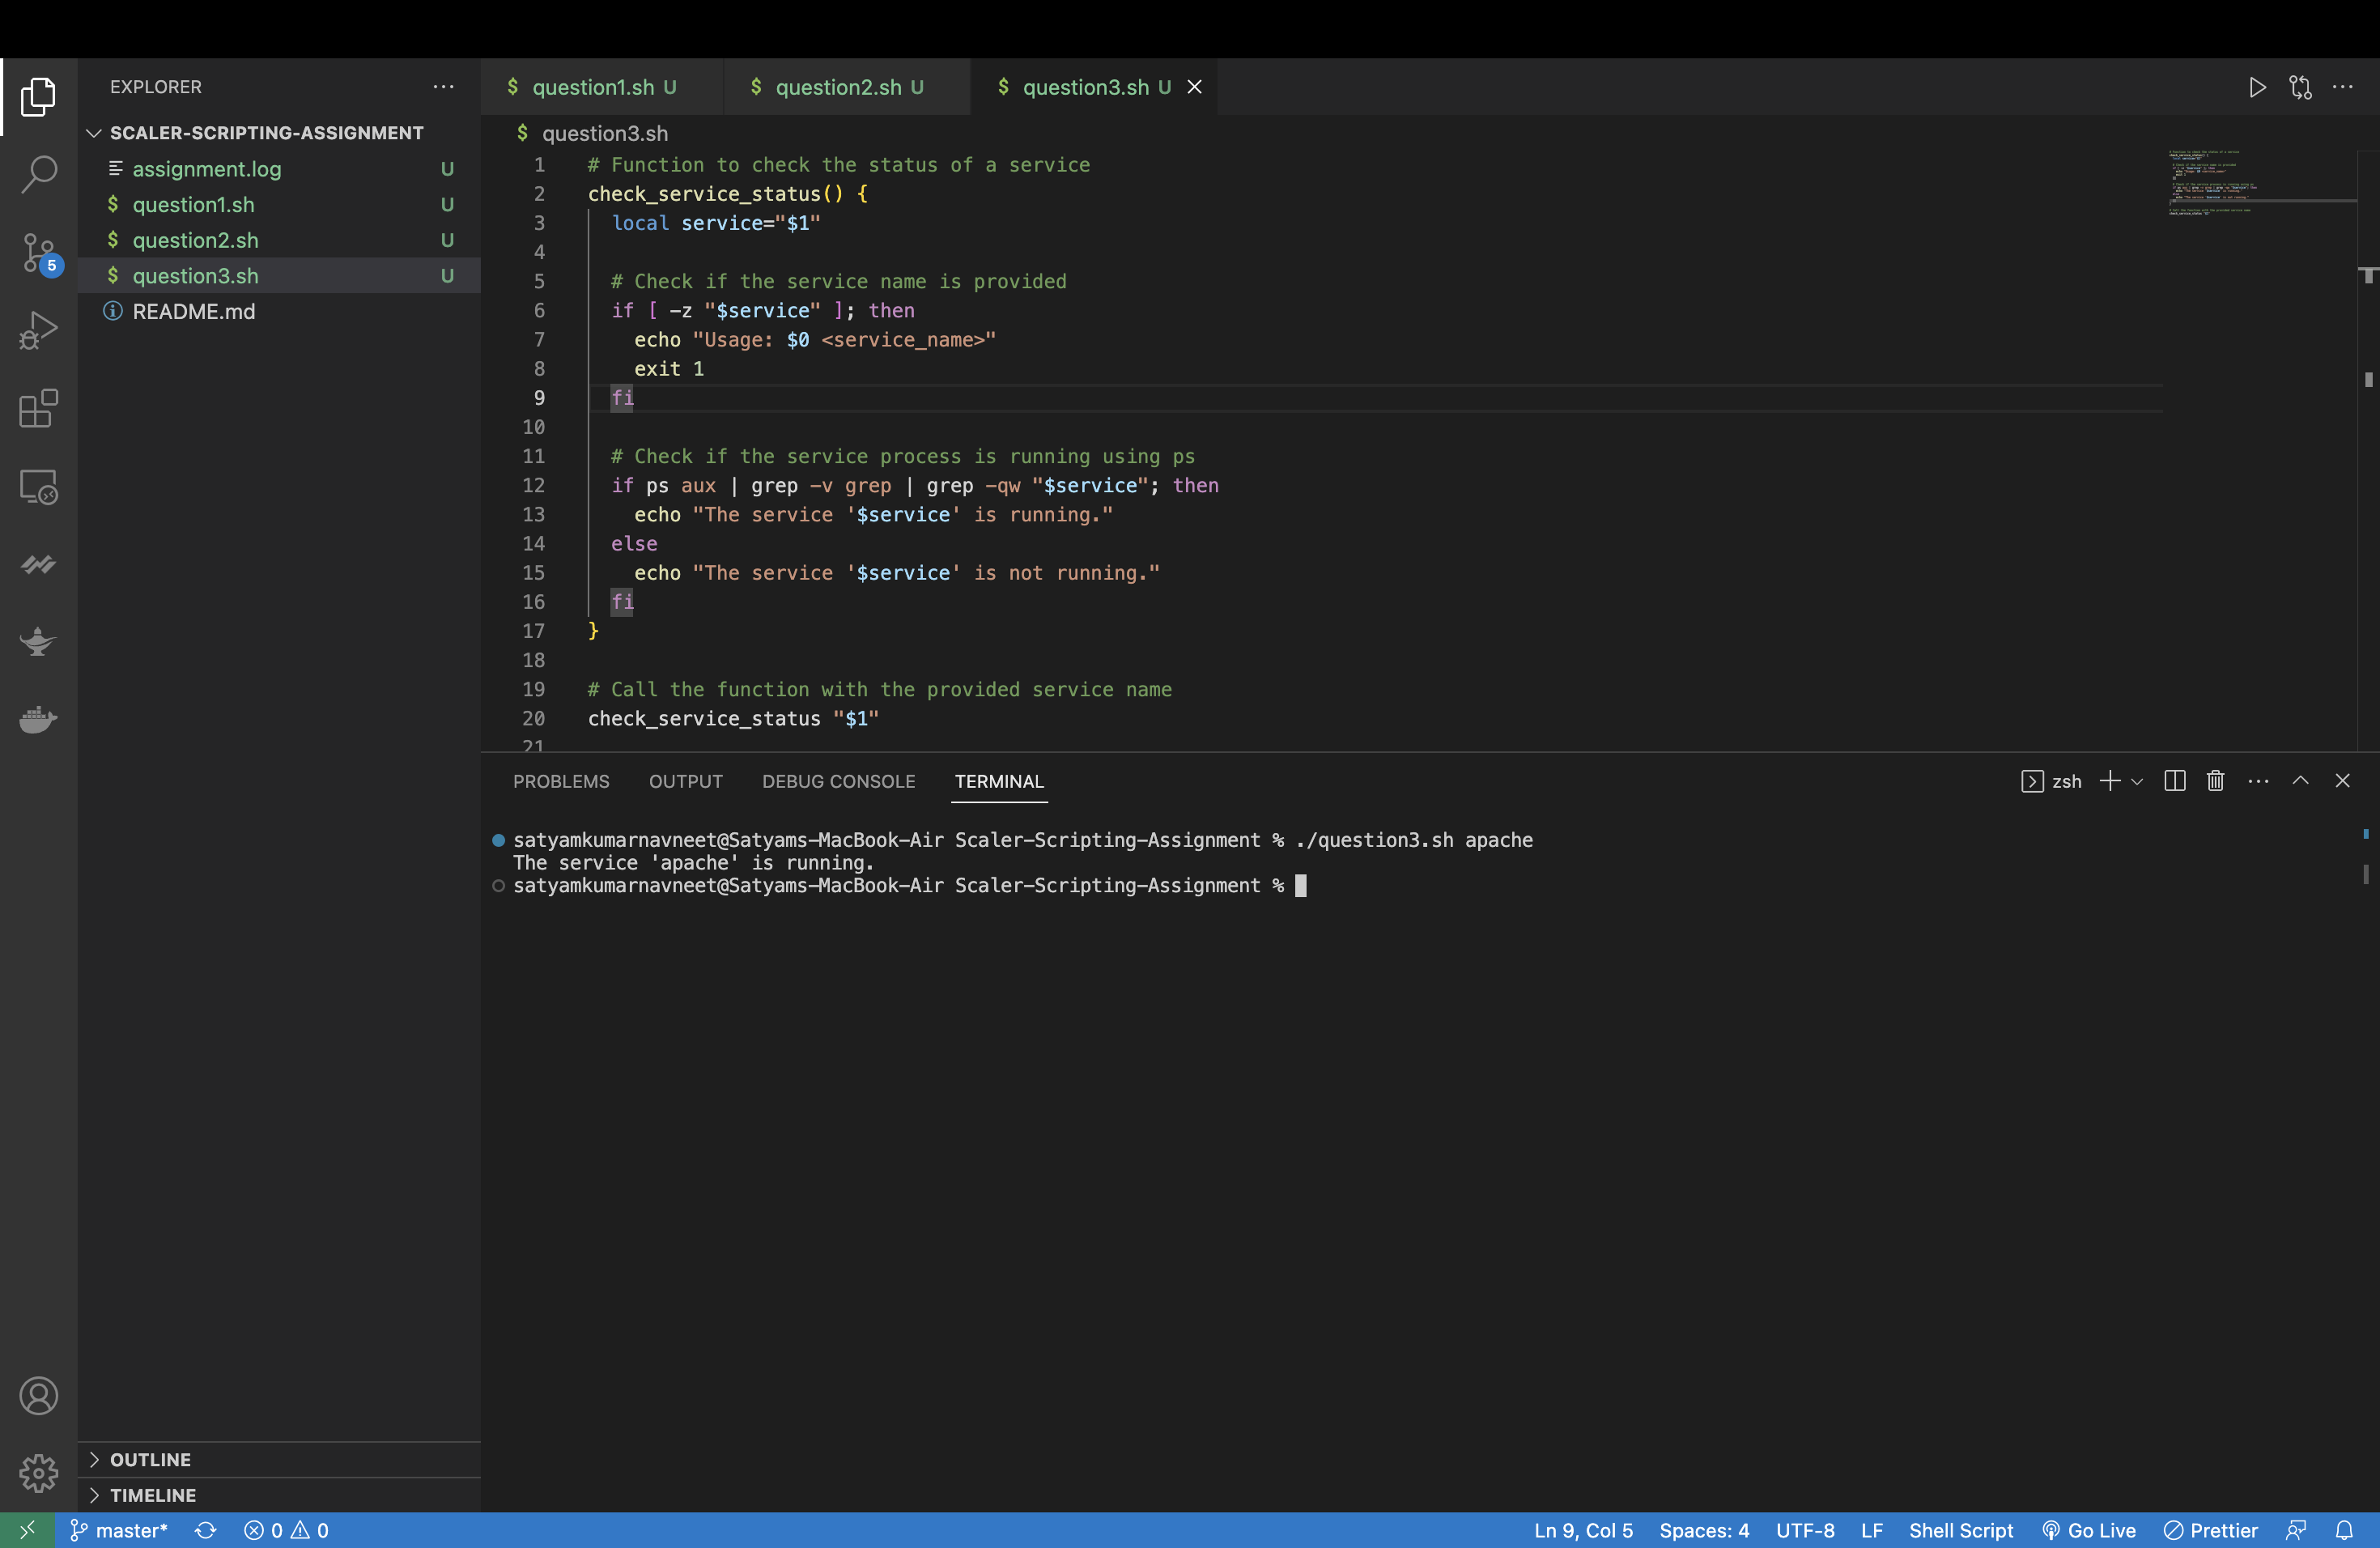 EXPLORER
SCALER-SCRIPTING-ASSIGNMENT
assignment.log U
$ question1.sh U
$ question2.sh U
$ question3.sh U
README.md
5
OUTLINE
TIMELINE
$ question1.sh U
$ question2.sh U
$ question3.sh U
$ question3.sh
1 # Function to check the status of a service
2 check_service_status() {
3 local service="$1"
4
5 # Check if the service name is provided
6 if [ -z "$service" ]; then
7 echo "Usage: $0 <service_name>"
8 exit 1
9 fi
10
11 # Check if the service process is running using ps
12 if ps aux | grep -v grep | grep -qw "$service"; then
13 echo "The service '$service' is running."
14 else
15 echo "The service '$service' is not running."
16 fi
17 }
18
19 # Call the function with the provided service name
20 check_service_status "$1"
21
PROBLEMS OUTPUT DEBUG CONSOLE TERMINAL
zsh
satyamkumarnavneet@Satyams-MacBook-Air Scaler-Scripting-Assignment % ./question3.sh apache
The service 'apache' is running.
satyamkumarnavneet@Satyams-MacBook-Air Scaler-Scripting-Assignment %
master* 0 0 Ln 9, Col 5 Spaces: 4 UTF-8 LF Shell Script Go Live Prettier